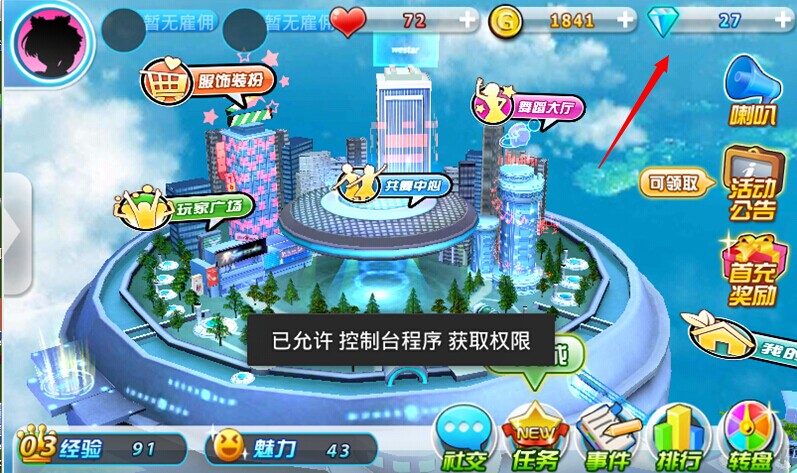 暂无雇佣
暂无雇佣
72
1841
27
westar
服饰装扮
舞蹈大厅
喇叭
共舞中心
可领取
活动
公告
玩家广场
首充
奖励
已允许 控制台程序 获取权限
成
我的
03 经验 91
魅力 43
社交
NEW
任务
事件
排行
转盘